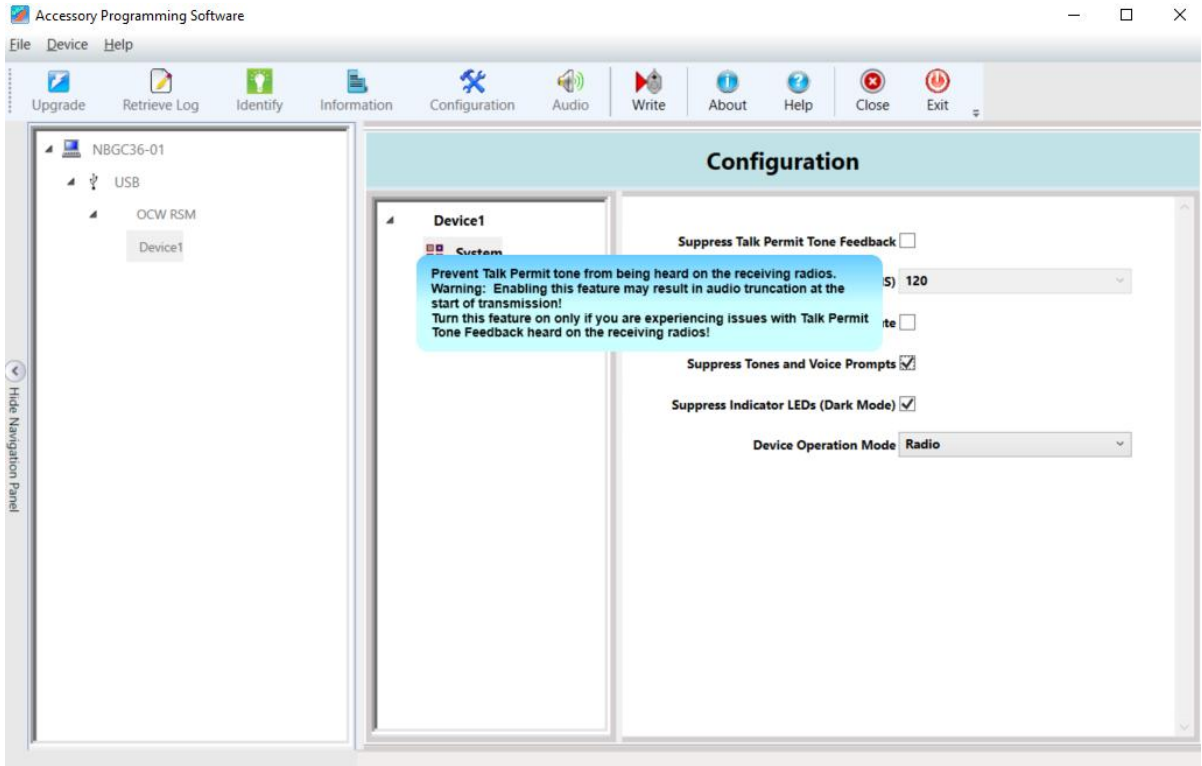 Accessory Programming Software
File Device Help
Upgrade Retrieve Log Identify Information Configuration Audio Write About Help Close Exit
NBGC36-01
USB
OCW RSM
Device1
Hide Navigation Panel
Configuration
Device1
System
Suppress Talk Permit Tone Feedback
Prevent Talk Permit tone from being heard on the receiving radios.
Warning: Enabling this feature may result in audio truncation at the
start of transmission!
Turn this feature on only if you are experiencing issues with Talk Permit
Tone Feedback heard on the receiving radios!
120
Suppress Tones and Voice Prompts
Suppress Indicator LEDs (Dark Mode)
Device Operation Mode Radio